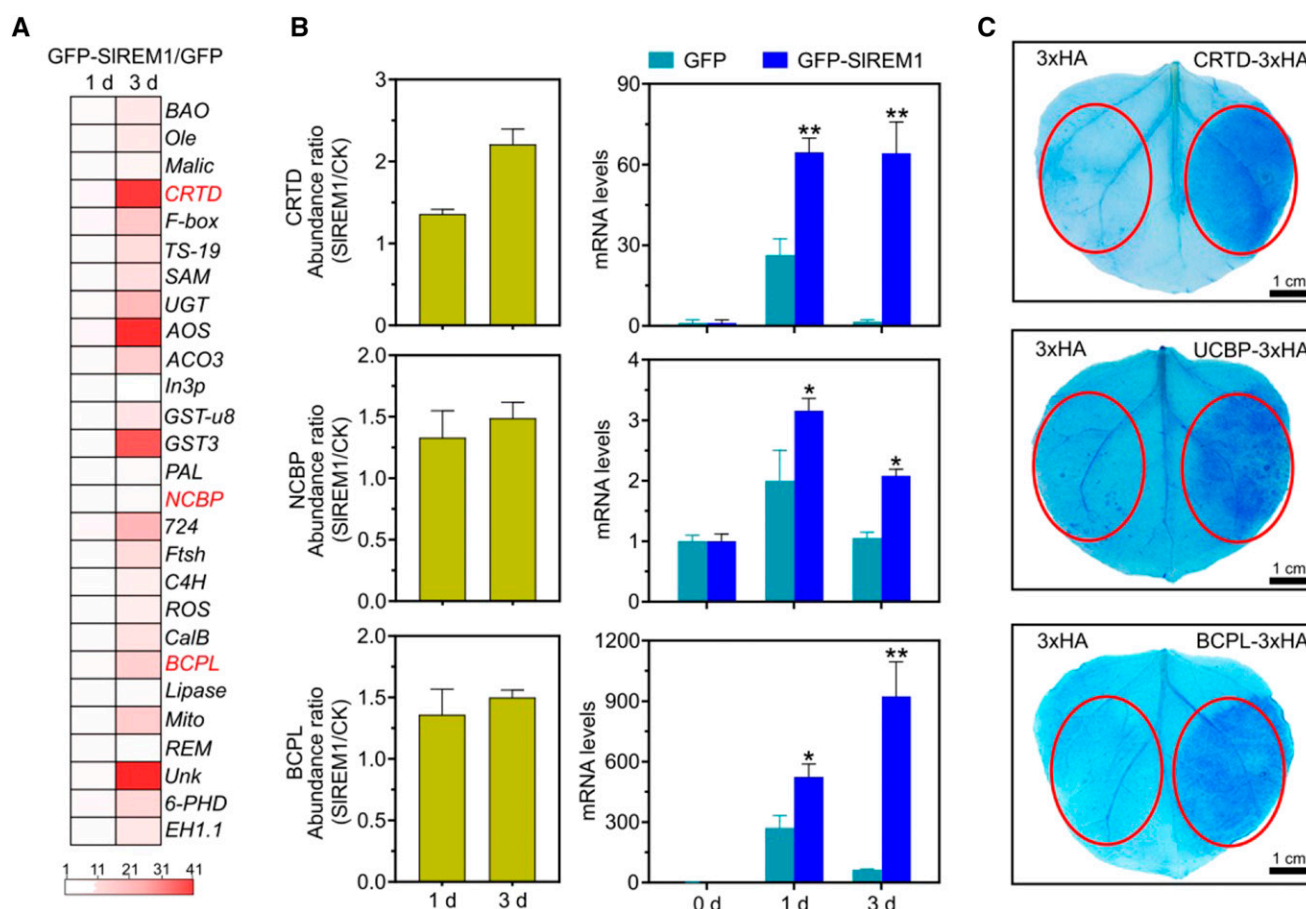 A
GFP-SlREM1/GFP
1 d 3 d
BAO
Ole
Malic
CRTD
F-box
TS-19
SAM
UGT
AOS
ACO3
In3p
GST-u8
GST3
PAL
NCBP
724
Ftsh
C4H
ROS
CalB
BCPL
Lipase
Mito
REM
Unk
6-PHD
EH1.1
1 11 21 31 41
B
GFP GFP-SlREM1
CRTD
Abundance ratio
(SlREM1/CK)
3
2
1
0
mRNA levels
90
60
30
0
** **
NCBP
Abundance ratio
(SlREM1/CK)
2.0
1.5
1.0
0.5
0.0
mRNA levels
4
3
2
1
0
* *
BCPL
Abundance ratio
(SlREM1/CK)
2.0
1.5
1.0
0.5
0.0
1 d 3 d
mRNA levels
1200
900
600
300
0
* **
0 d 1 d 3 d
C
3xHA CRTD-3xHA
1 cm
3xHA UCBP-3xHA
1 cm
3xHA BCPL-3xHA
1 cm